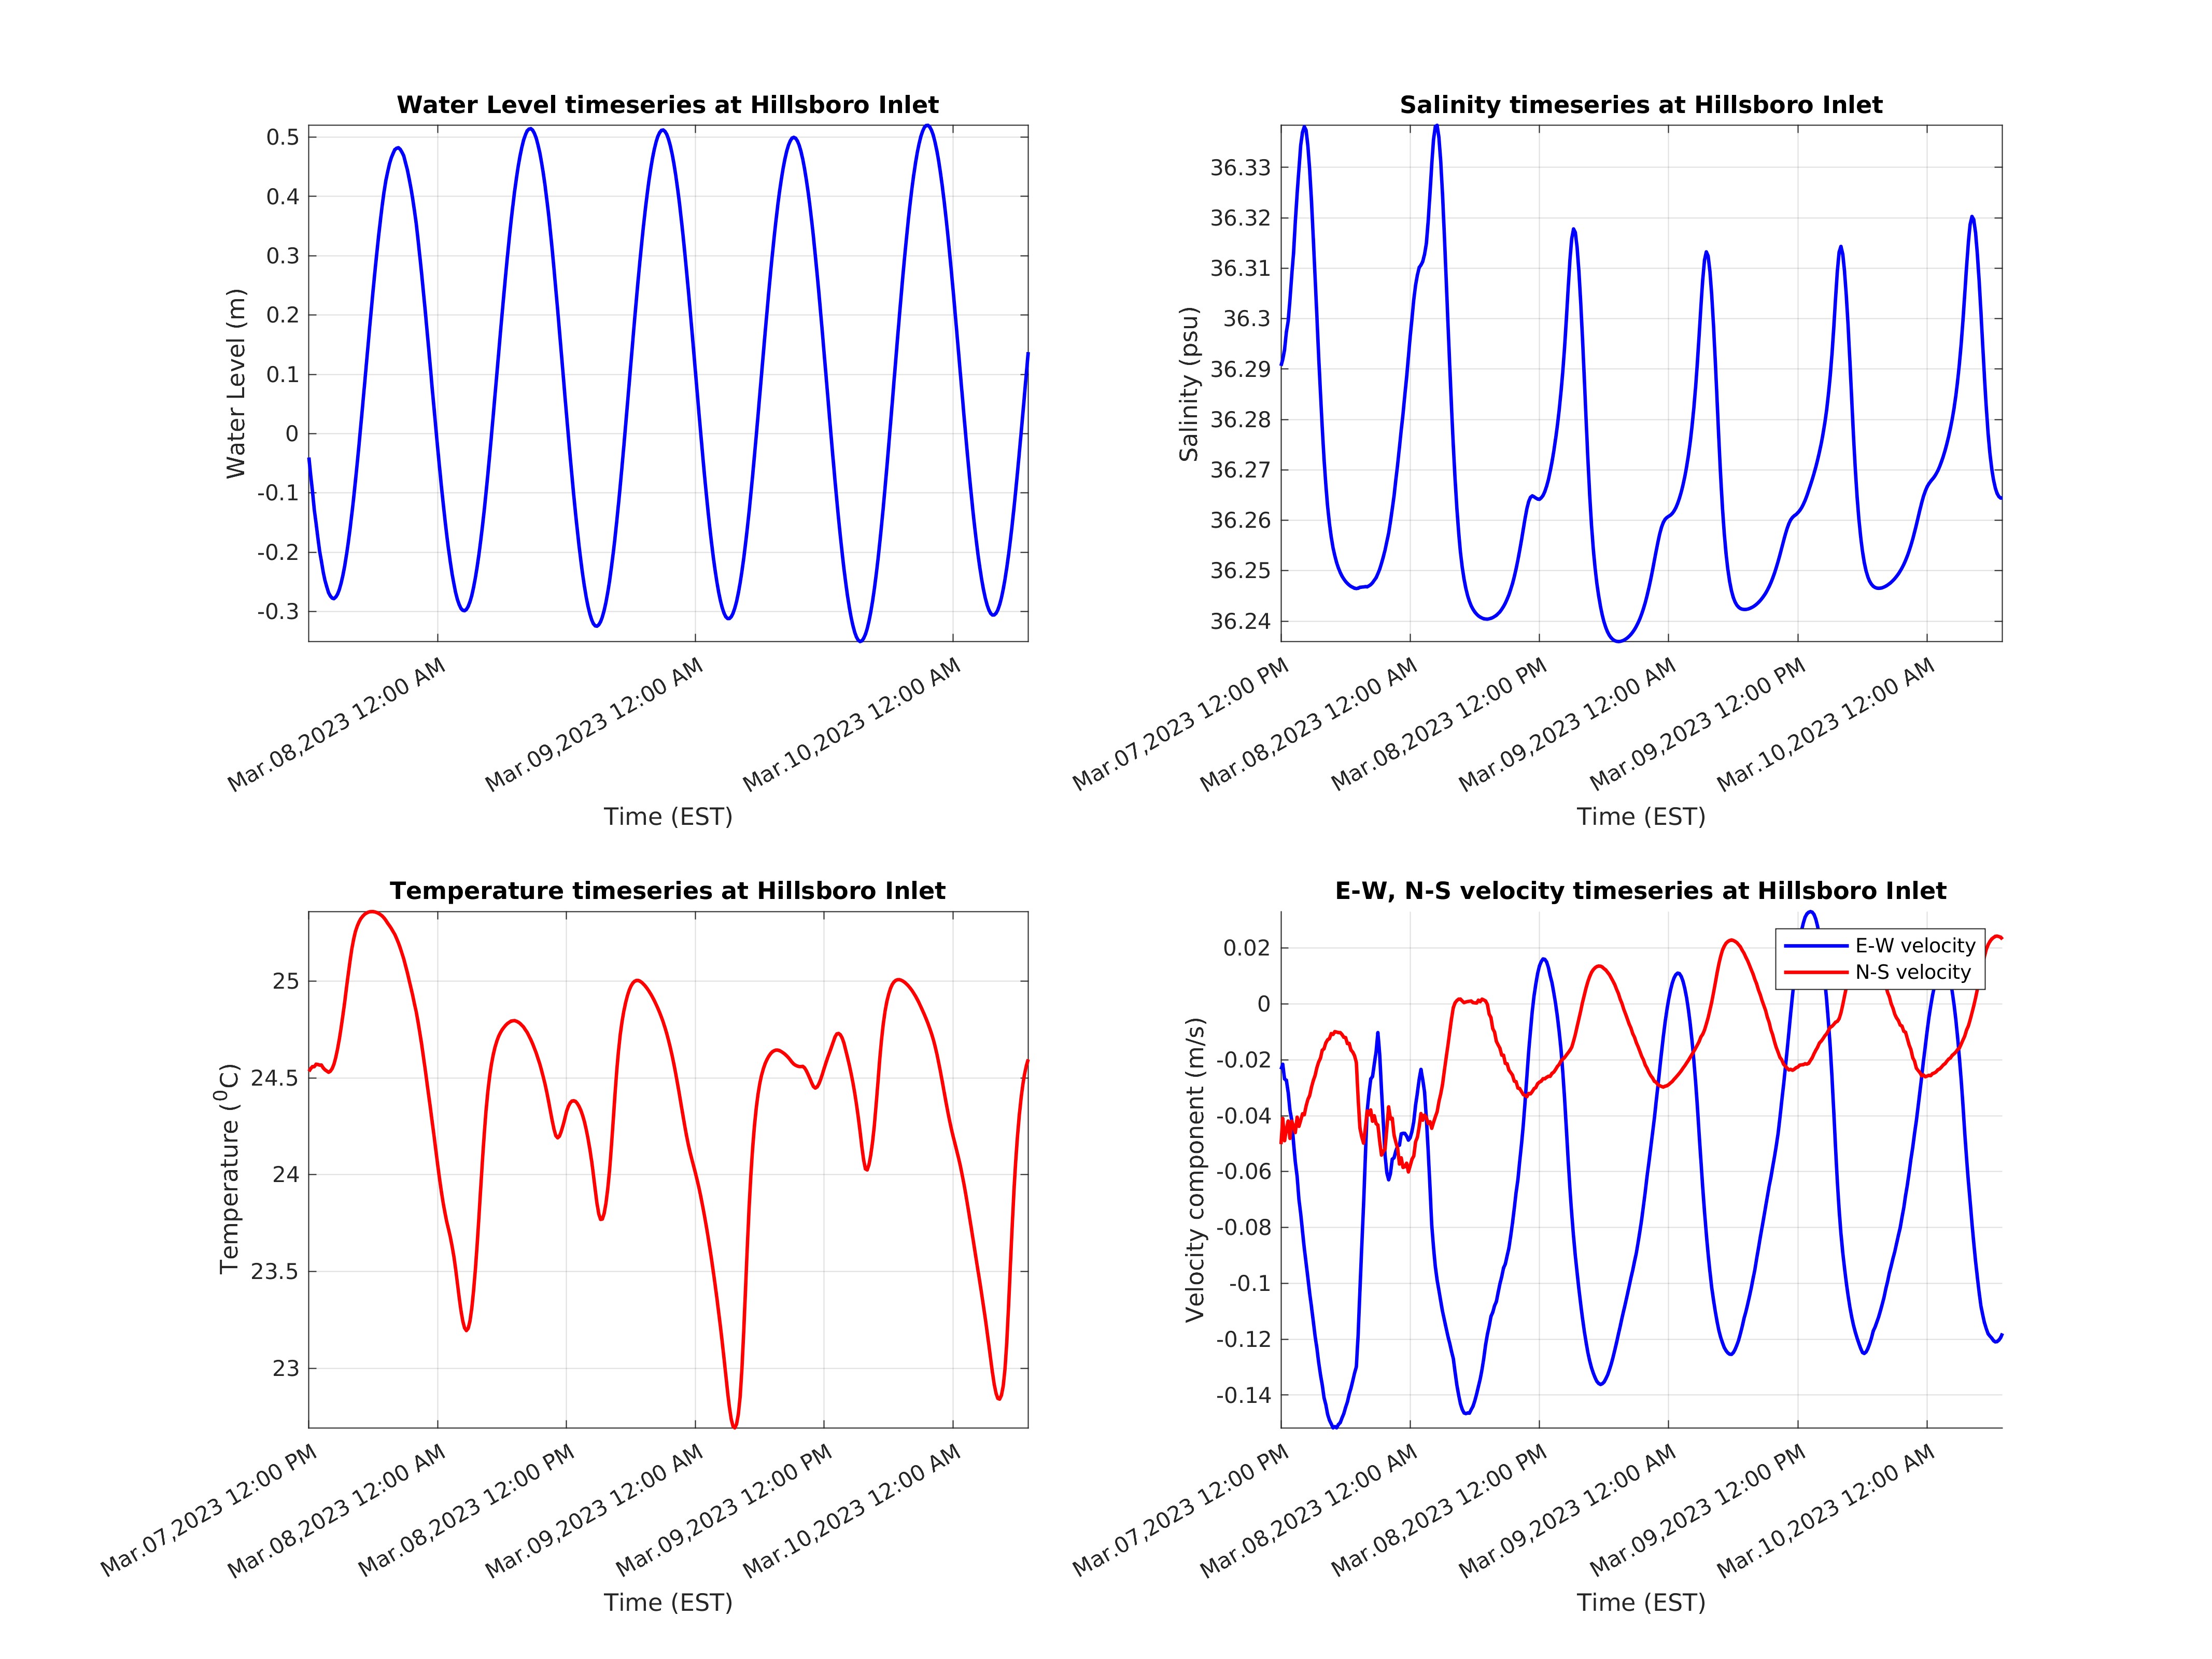 Water Level timeseries at Hillsboro Inlet
0.5
0.4
0.3
0.2
0.1
0
-0.1
-0.2
-0.3
Water Level (m)
Mar.08,2023 12:00 AM
Mar.09,2023 12:00 AM
Mar.10,2023 12:00 AM
Time (EST)
Salinity timeseries at Hillsboro Inlet
36.33
36.32
36.31
36.3
36.29
36.28
36.27
36.26
36.25
36.24
Salinity (psu)
Mar.07,2023 12:00 PM
Mar.08,2023 12:00 AM
Mar.08,2023 12:00 PM
Mar.09,2023 12:00 AM
Mar.09,2023 12:00 PM
Mar.10,2023 12:00 AM
Time (EST)
Temperature timeseries at Hillsboro Inlet
25
24.5
24
23.5
23
Temperature (⁰C)
Mar.07,2023 12:00 PM
Mar.08,2023 12:00 AM
Mar.08,2023 12:00 PM
Mar.09,2023 12:00 AM
Mar.09,2023 12:00 PM
Mar.10,2023 12:00 AM
Time (EST)
E-W, N-S velocity timeseries at Hillsboro Inlet
E-W velocity
N-S velocity
0.02
0
-0.02
-0.04
-0.06
-0.08
-0.1
-0.12
-0.14
Velocity component (m/s)
Mar.07,2023 12:00 PM
Mar.08,2023 12:00 AM
Mar.08,2023 12:00 PM
Mar.09,2023 12:00 AM
Mar.09,2023 12:00 PM
Mar.10,2023 12:00 AM
Time (EST)